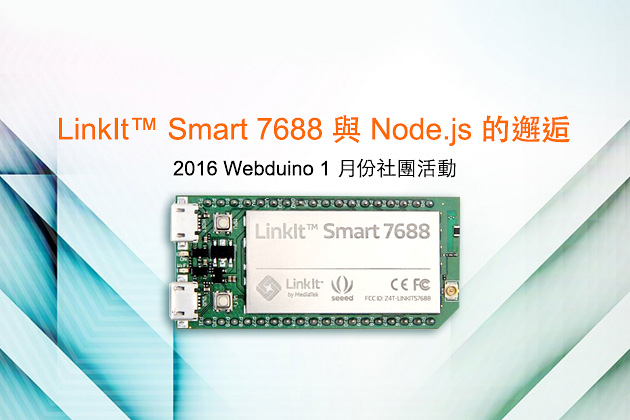 LinkIt™ Smart 7688 與 Node.js 的邂逅
2016 Webduino 1 月份社團活動
LinkIt™ Smart 7688
LinkIt™
by MediaTek
seeed
CE FC
FCC ID: Z4T-LINKITS7688